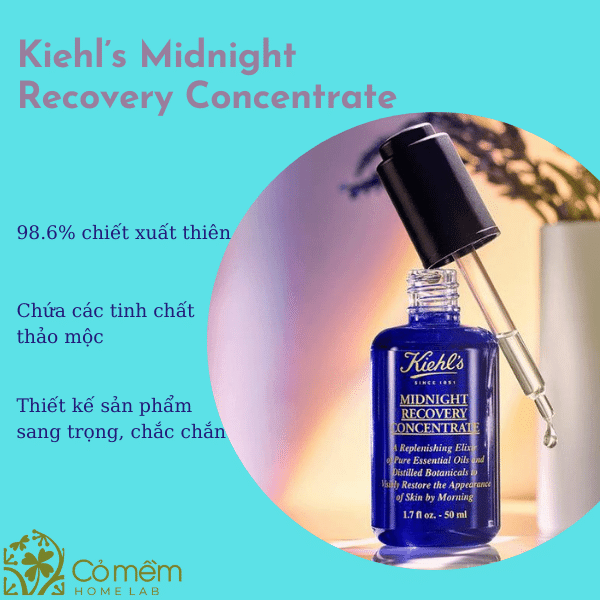 Kiehl’s Midnight
Recovery Concentrate
98.6% chiết xuất thiên
Chứa các tinh chất
thảo mộc
Thiết kế sản phẩm
sang trọng, chắc chắn
Kiehl's
SINCE 1851
MIDNIGHT
RECOVERY
CONCENTRATE
A Replenishing Elixir
of Pure Essential Oils and
Distilled Botanicals to
Visibly Restore the Appearance
of Skin by Morning
1.7 fl. oz. - 50 ml
Cỏ mềm
HOME LAB